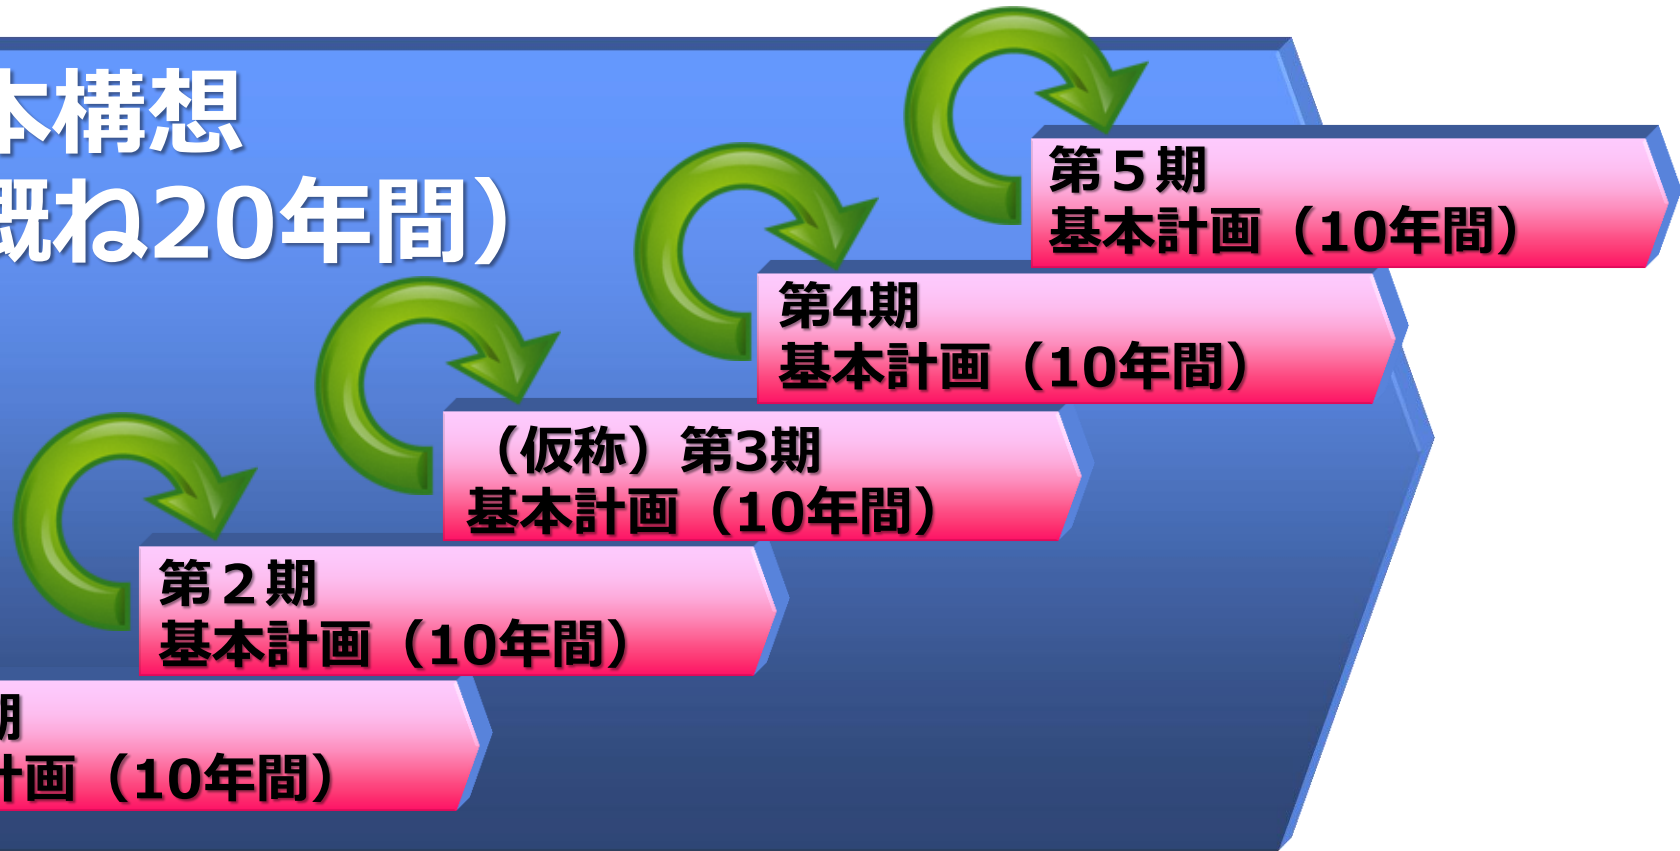 本構想
概ね20年間）
第５期
基本計画（10年間）
第4期
基本計画（10年間）
（仮称）第3期
基本計画（10年間）
第２期
基本計画（10年間）
期
計画（10年間）